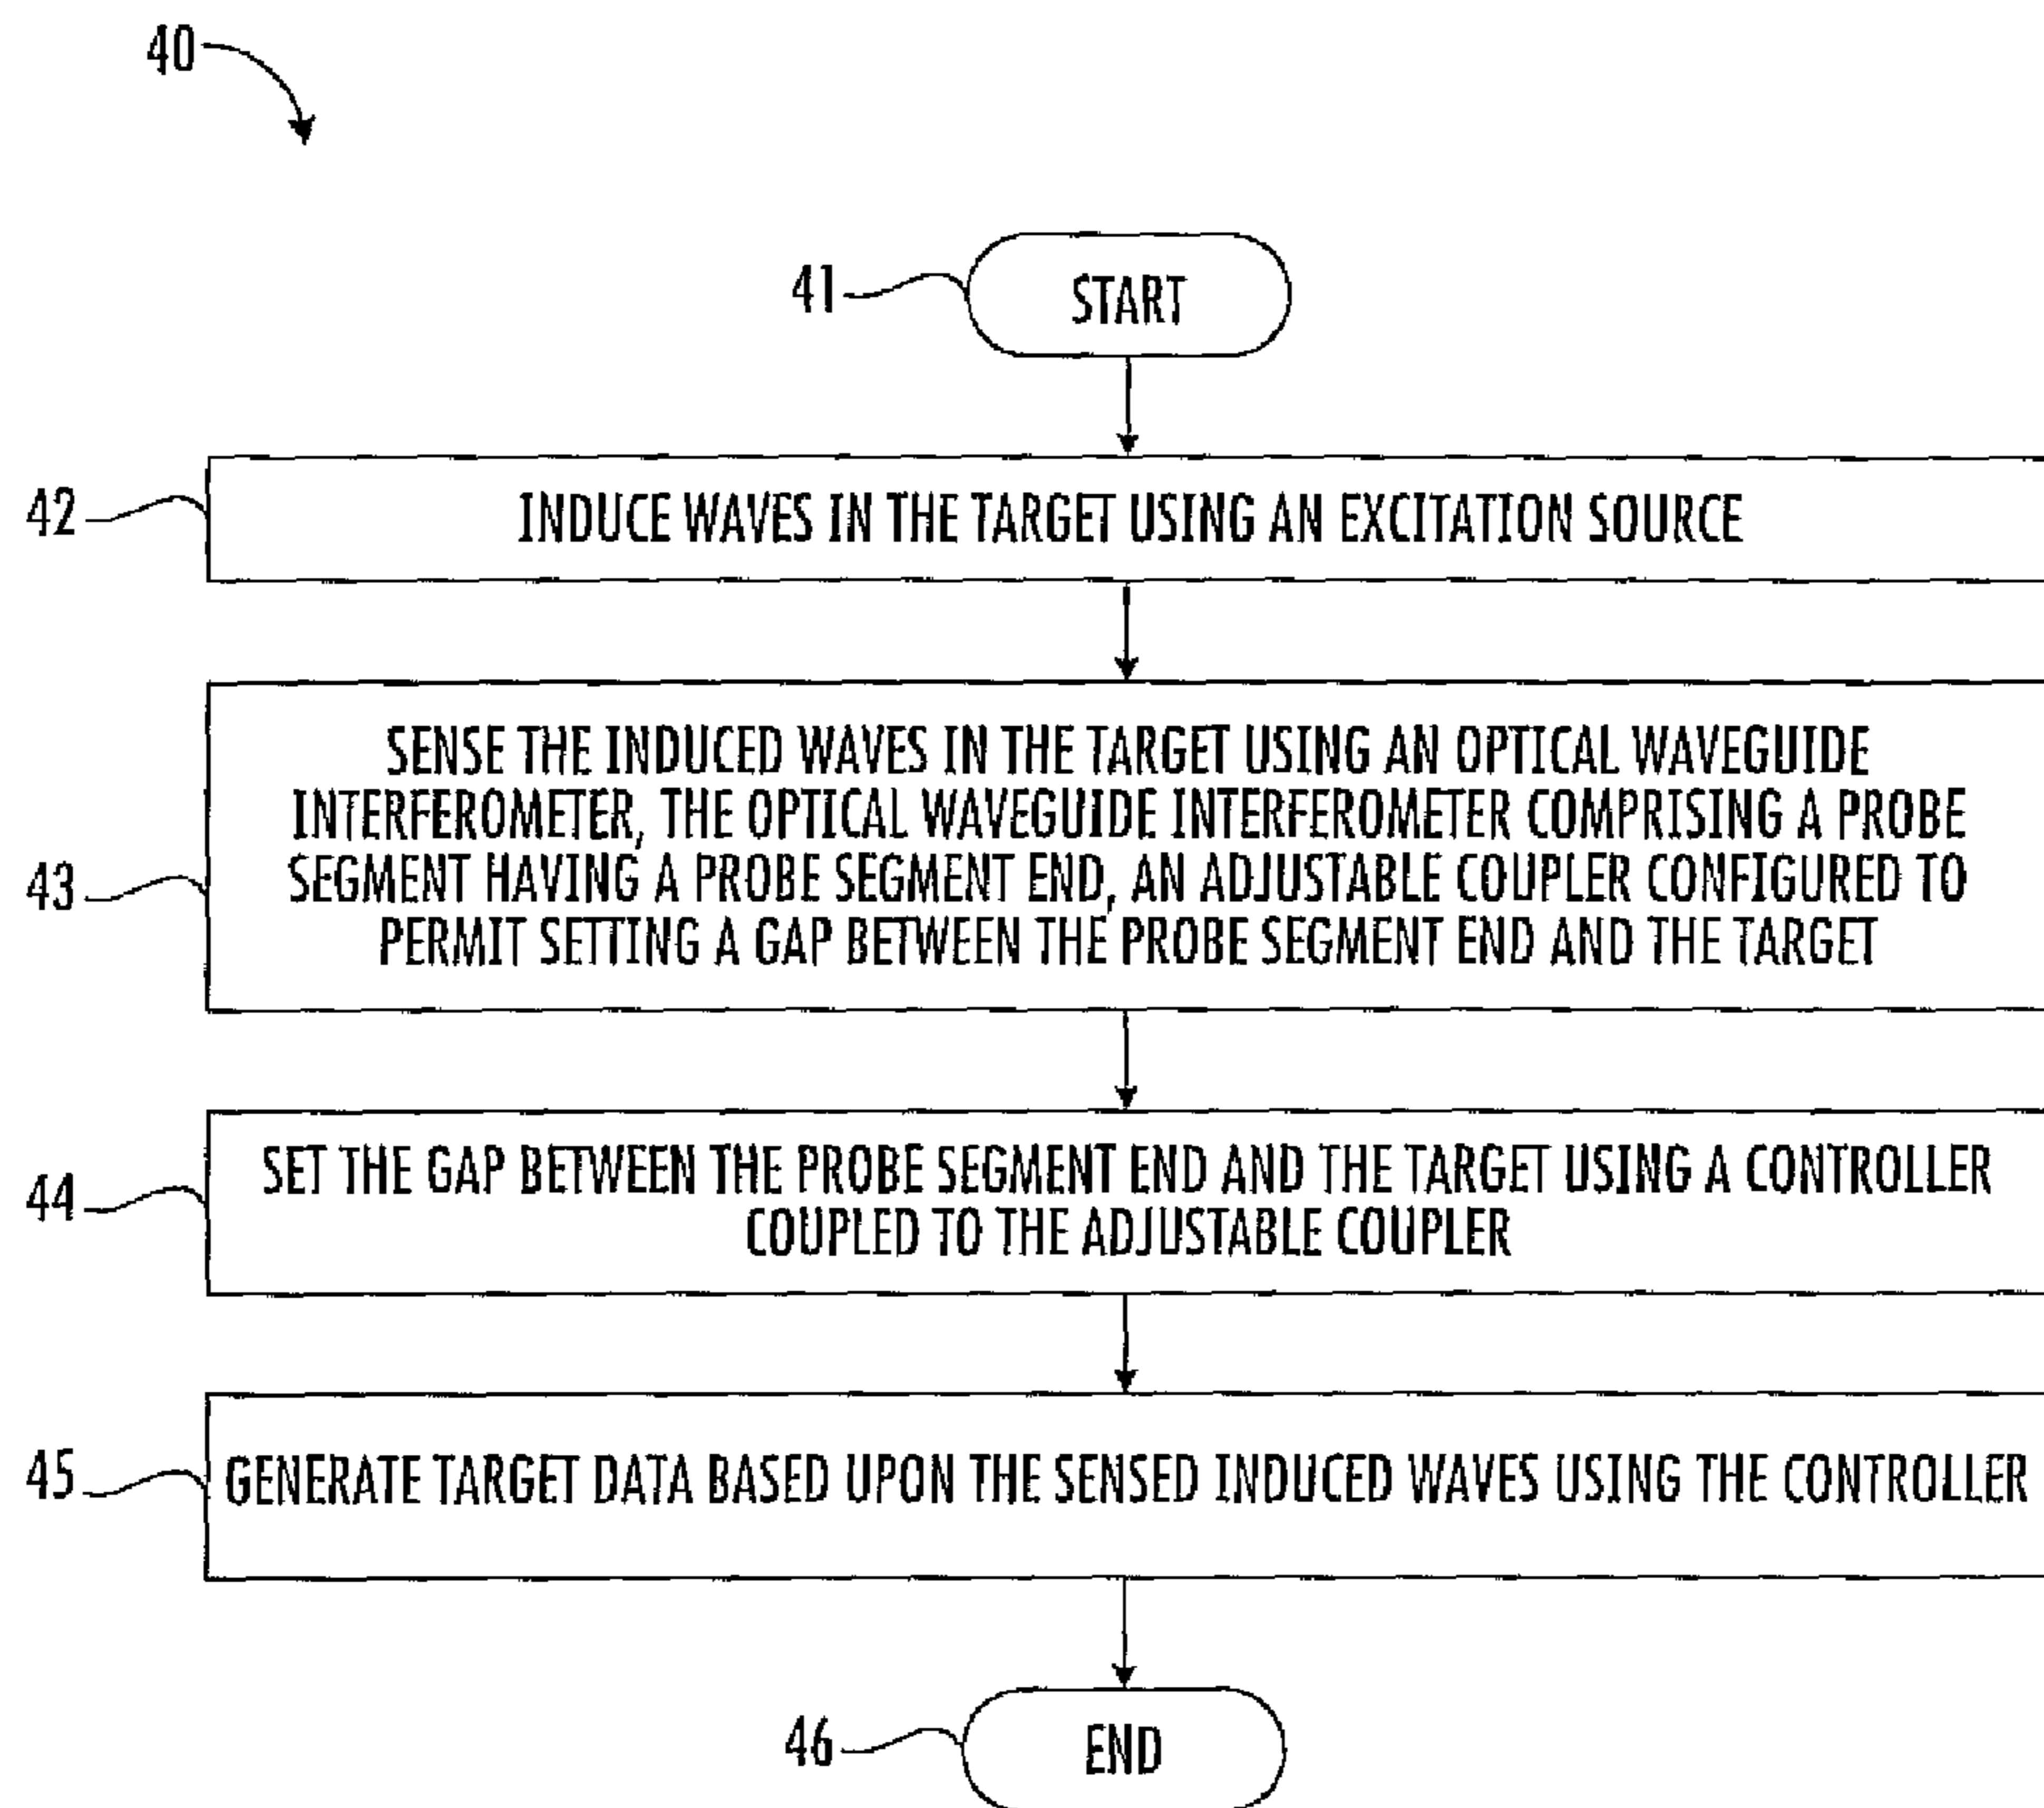 40
41
START
42
INDUCE WAVES IN THE TARGET USING AN EXCITATION SOURCE
43
SENSE THE INDUCED WAVES IN THE TARGET USING AN OPTICAL WAVEGUIDE
INTERFEROMETER, THE OPTICAL WAVEGUIDE INTERFEROMETER COMPRISING A PROBE
SEGMENT HAVING A PROBE SEGMENT END, AN ADJUSTABLE COUPLER CONFIGURED TO
PERMIT SETTING A GAP BETWEEN THE PROBE SEGMENT END AND THE TARGET
44
SET THE GAP BETWEEN THE PROBE SEGMENT END AND THE TARGET USING A CONTROLLER
COUPLED TO THE ADJUSTABLE COUPLER
45
GENERATE TARGET DATA BASED UPON THE SENSED INDUCED WAVES USING THE CONTROLLER
46
END